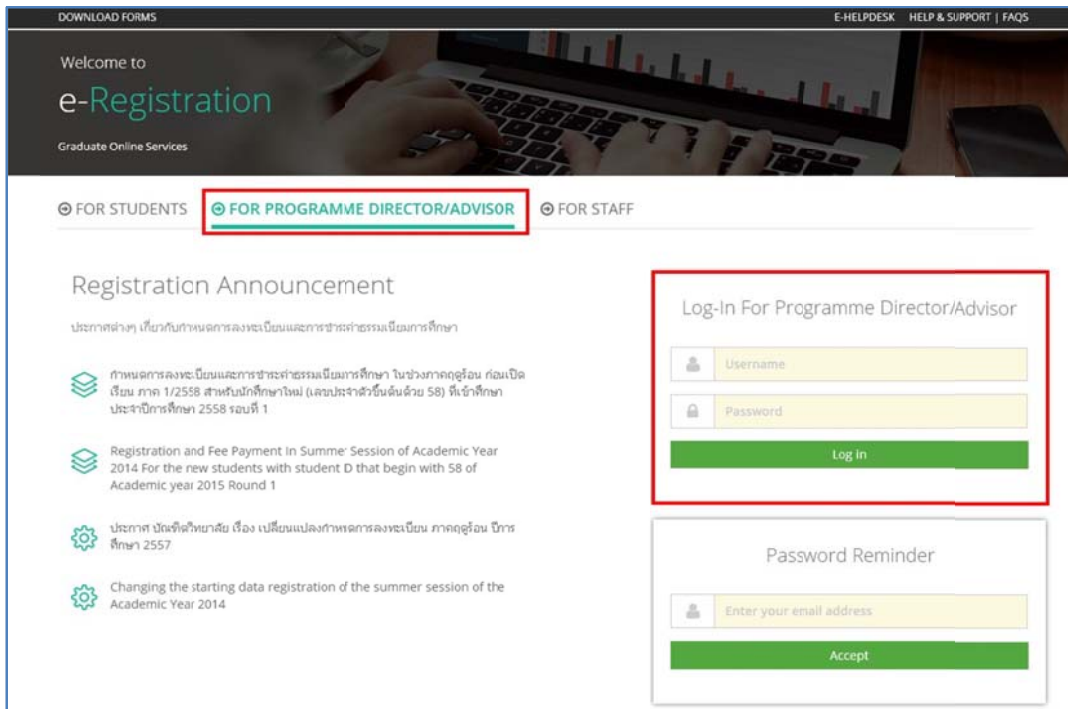 DOWNLOAD FORMS
E-HELPDESK HELP & SUPPORT | FAQS
Welcome to
e-Registration
Graduate Online Services
FOR STUDENTS
FOR PROGRAMME DIRECTOR/ADVISOR
FOR STAFF
Registration Announcement
ประกาศต่างๆ เกี่ยวกับกำหนดการลงทะเบียนและการชำระค่าธรรมเนียมการศึกษา
กำหนดการลงทะเบียนและการชำระค่าธรรมเนียมการศึกษา ในช่วงภาคฤดูร้อน ก่อนเปิด
เรียน ภาค 1/2558 สำหรับนักศึกษาใหม่ (เลขประจำตัวขึ้นต้นด้วย 58) ที่เข้าศึกษา
ประจำปีการศึกษา 2558 รอบที่ 1
Registration and Fee Payment In Summer Session of Academic Year
2014 For the new students with student D that begin with 58 of
Academic year 2015 Round 1
ประกาศ บัณฑิตวิทยาลัย เรื่อง เปลี่ยนแปลงกำหนดการลงทะเบียน ภาคฤดูร้อน ปีการ
ศึกษา 2557
Changing the starting data registration of the summer session of the
Academic Year 2014
Log-In For Programme Director/Advisor
Username
Password
Log in
Password Reminder
Enter your email address
Accept